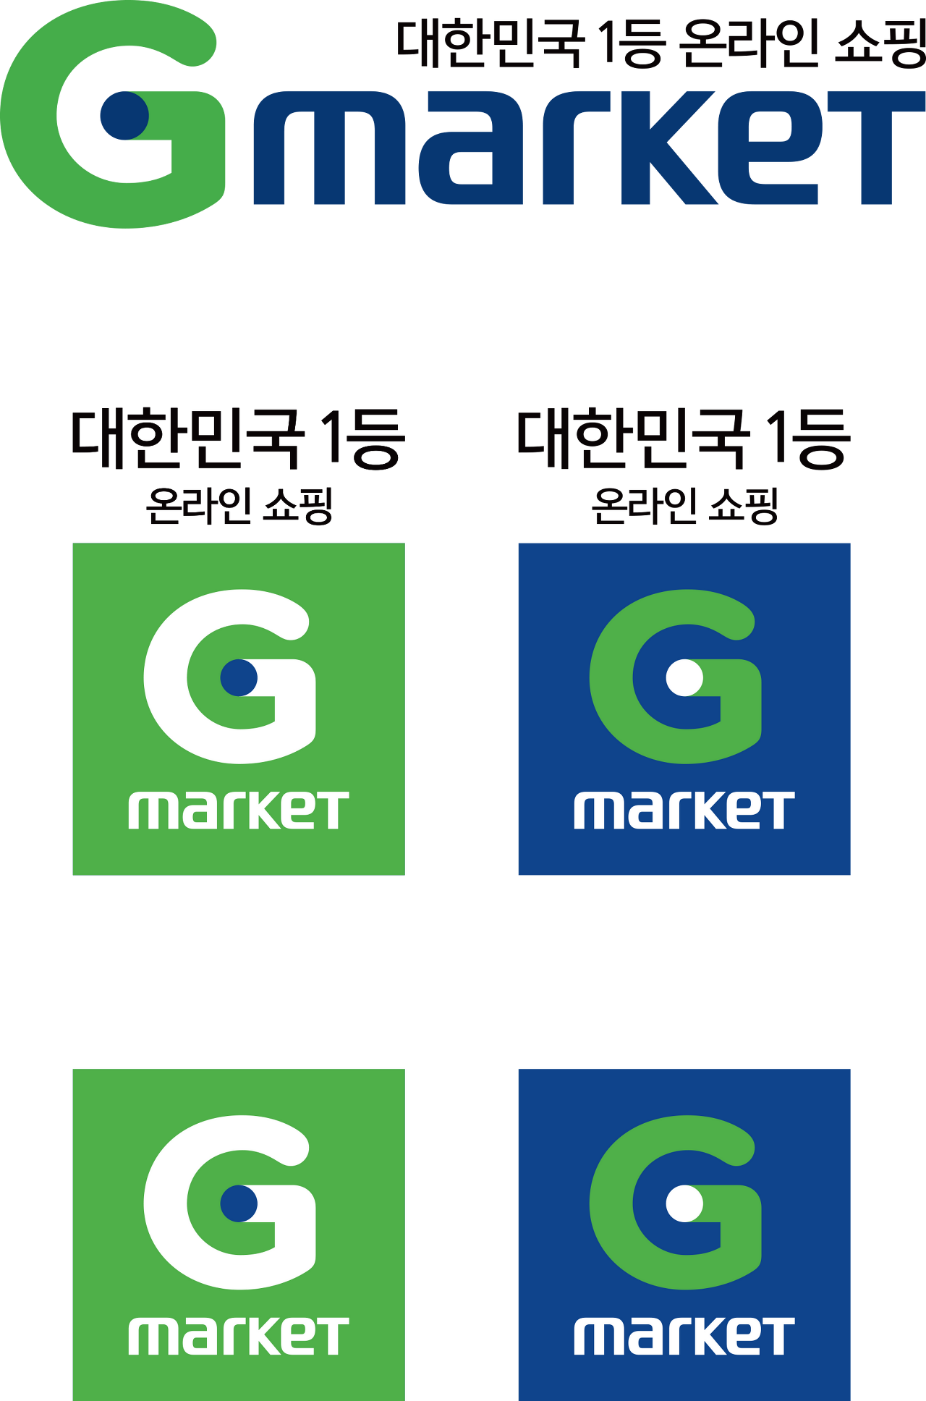 대한민국 1등 온라인 쇼핑
Gmarket
대한민국 1등
온라인 쇼핑
G
market
대한민국 1등
온라인 쇼핑
G
market
G
market
G
market